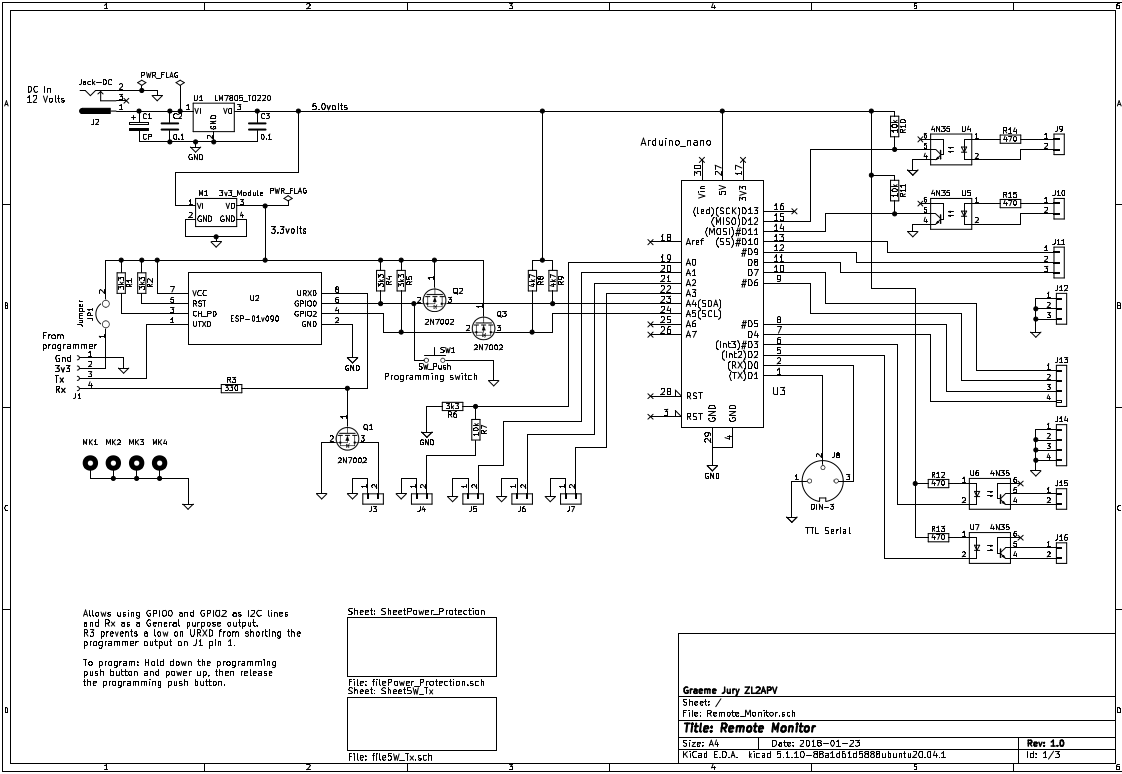 1 2 3 4 5 6
A
B
C
D
DC In
12 Volts
Jack-DC
2
3
1
J2
PWR_FLAG
C1
CP
C2
0.1
U1 LM7805_TO220
1 VI VO 3
GND
2
GND
C3
0.1
5.0volts
M1 3v3_Module
PWR_FLAG
1 VI VO 3
2 GND GND 4
3.3volts
Jumper
JP1
2
1
3k3 R1
3k3 R2
7 VCC
5 RST
3 CH_PD
1 UTXD
U2
ESP-01v090
URXD 8
GPIO0 6
GPIO2 4
GND 2
GND
3k3 R4
3k3 R5
Q2
2N7002
Q3
2N7002
SW1
SW_Push
Programming switch
4k7 R8
4k7 R9
From
programmer
Gnd 1
3v3 2
Tx 3
Rx 4
J1
R3
330
Q1
2N7002
3k3
R6
GND
10k R7
MK1 MK2 MK3 MK4
J3 J4 J5 J6 J7
Arduino_nano
30 Vin
27 5V
17 3V3
(led)(SCK)D13 16
(MISO)D12 15
(MOSI)#D11 14
(SS)#D10 13
#D9 12
D8 11
D7 10
#D6 9
#D5 8
D4 7
(Int3)#D3 6
(Int2)D2 5
(RX)D0 2
(TX)D1 1
18 Aref
19 A0
20 A1
21 A2
22 A3
23 A4(SDA)
24 A5(SCL)
25 A6
26 A7
28 RST
3 RST
GND GND
29 4
GND
U3
J8
DIN-3
TTL Serial
10k R10
10k R11
4N35 U4
R14
470
J9
4N35 U5
R15
470
J10
J11
J12
J13
J14
R12
470
U6 4N35
J15
R13
470
U7 4N35
J16
Allows using GPIO0 and GPIO2 as I2C lines
and Rx as a General purpose output.
R3 prevents a low on URXD from shorting the
programmer output on J1 pin 1.
To program: Hold down the programming
push button and power up, then release
the programming push button.
Sheet: SheetPower_Protection
File: filePower_Protection.sch
Sheet: Sheet5W_Tx
File: file5W_Tx.sch
Graeme Jury ZL2APV
Sheet: /
File: Remote_Monitor.sch
Title: Remote Monitor
Size: A4 Date: 2016-01-23 Rev: 1.0
KiCad E.D.A. kicad 5.1.10-88a1d61d5888ubuntu20.04.1 Id: 1/3